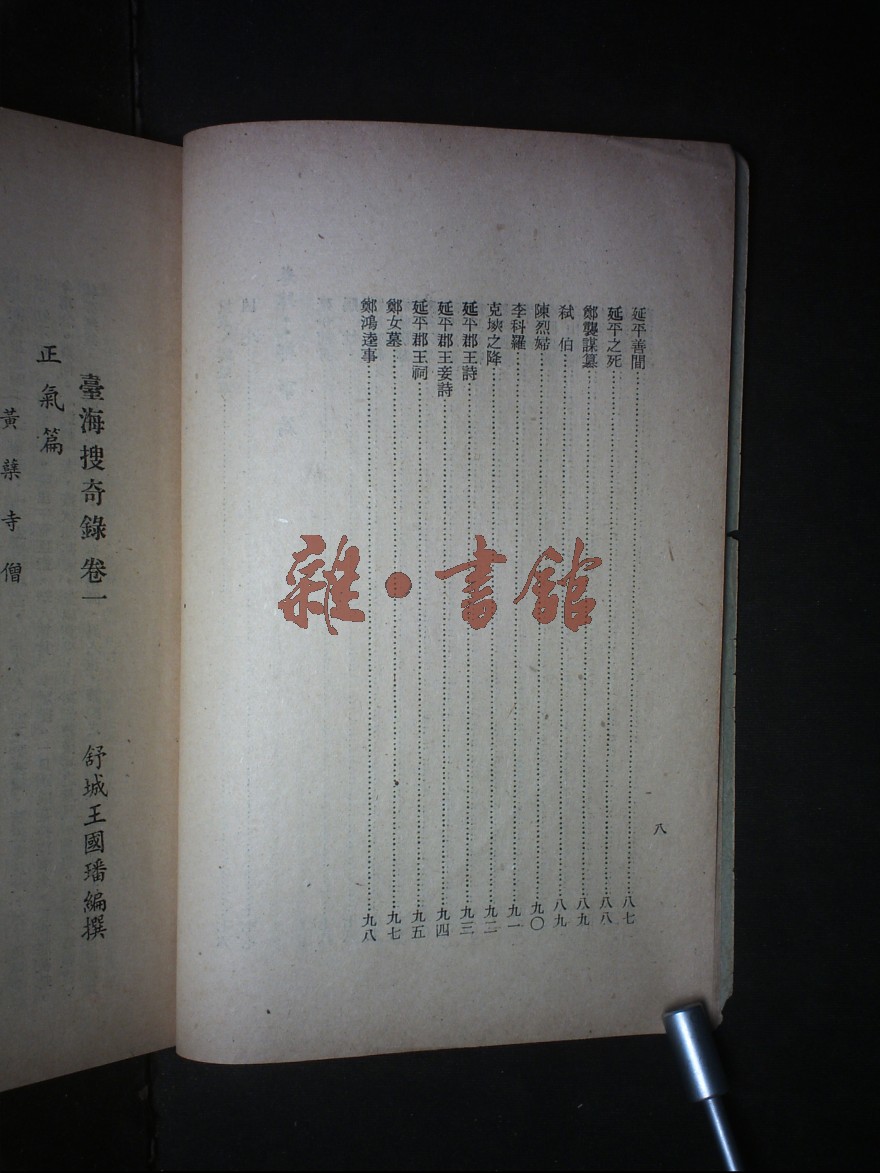 延平善間……八七
延平之死……八八
鄭襲謀纂……八九
弒　伯……八九
陳烈婦……九〇
李科羅……九一
克塽之降……九二
延平郡王詩……九三
延平郡王妾詩……九四
延平郡王祠……九五
鄭女墓……九七
鄭鴻逵事……九八
八
雜・書館
臺海搜奇錄 卷一
舒城王國璠編撰
正氣篇
黃蘗寺僧